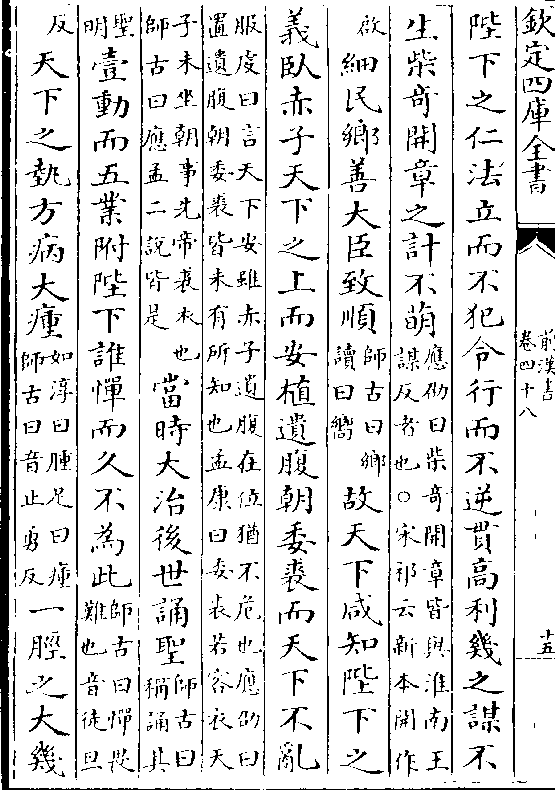 欽定四庫全書
前漢書
卷四十八
十五
陛下之仁法立而不犯令行而不逆貫高利幾之謀不
生柴奇開章之計不萌應劭曰柴奇開章皆與淮南王
謀反者也○宋祁云新本開作
啟細民鄉善大臣致順師古曰鄉
讀曰嚮故天下咸知陛下之
義臥赤子天下之上而安植遺腹朝委裘而天下不亂
服虔曰言天下安雖赤子遺腹在位猶不危也應劭曰
置遺腹朝委裘皆未有所知也孟康曰委裘若容衣天
子未坐朝事先帝裘衣也
師古曰應孟二說皆是當時大治後世誦聖師古曰
稱誦其
聖
明壹動而五業附陛下誰憚而久不為此師古曰憚畏
難也音徒旦
反天下之埶方病大瘇如淳曰腫足曰瘇
師古曰音止勇反一脛之大幾